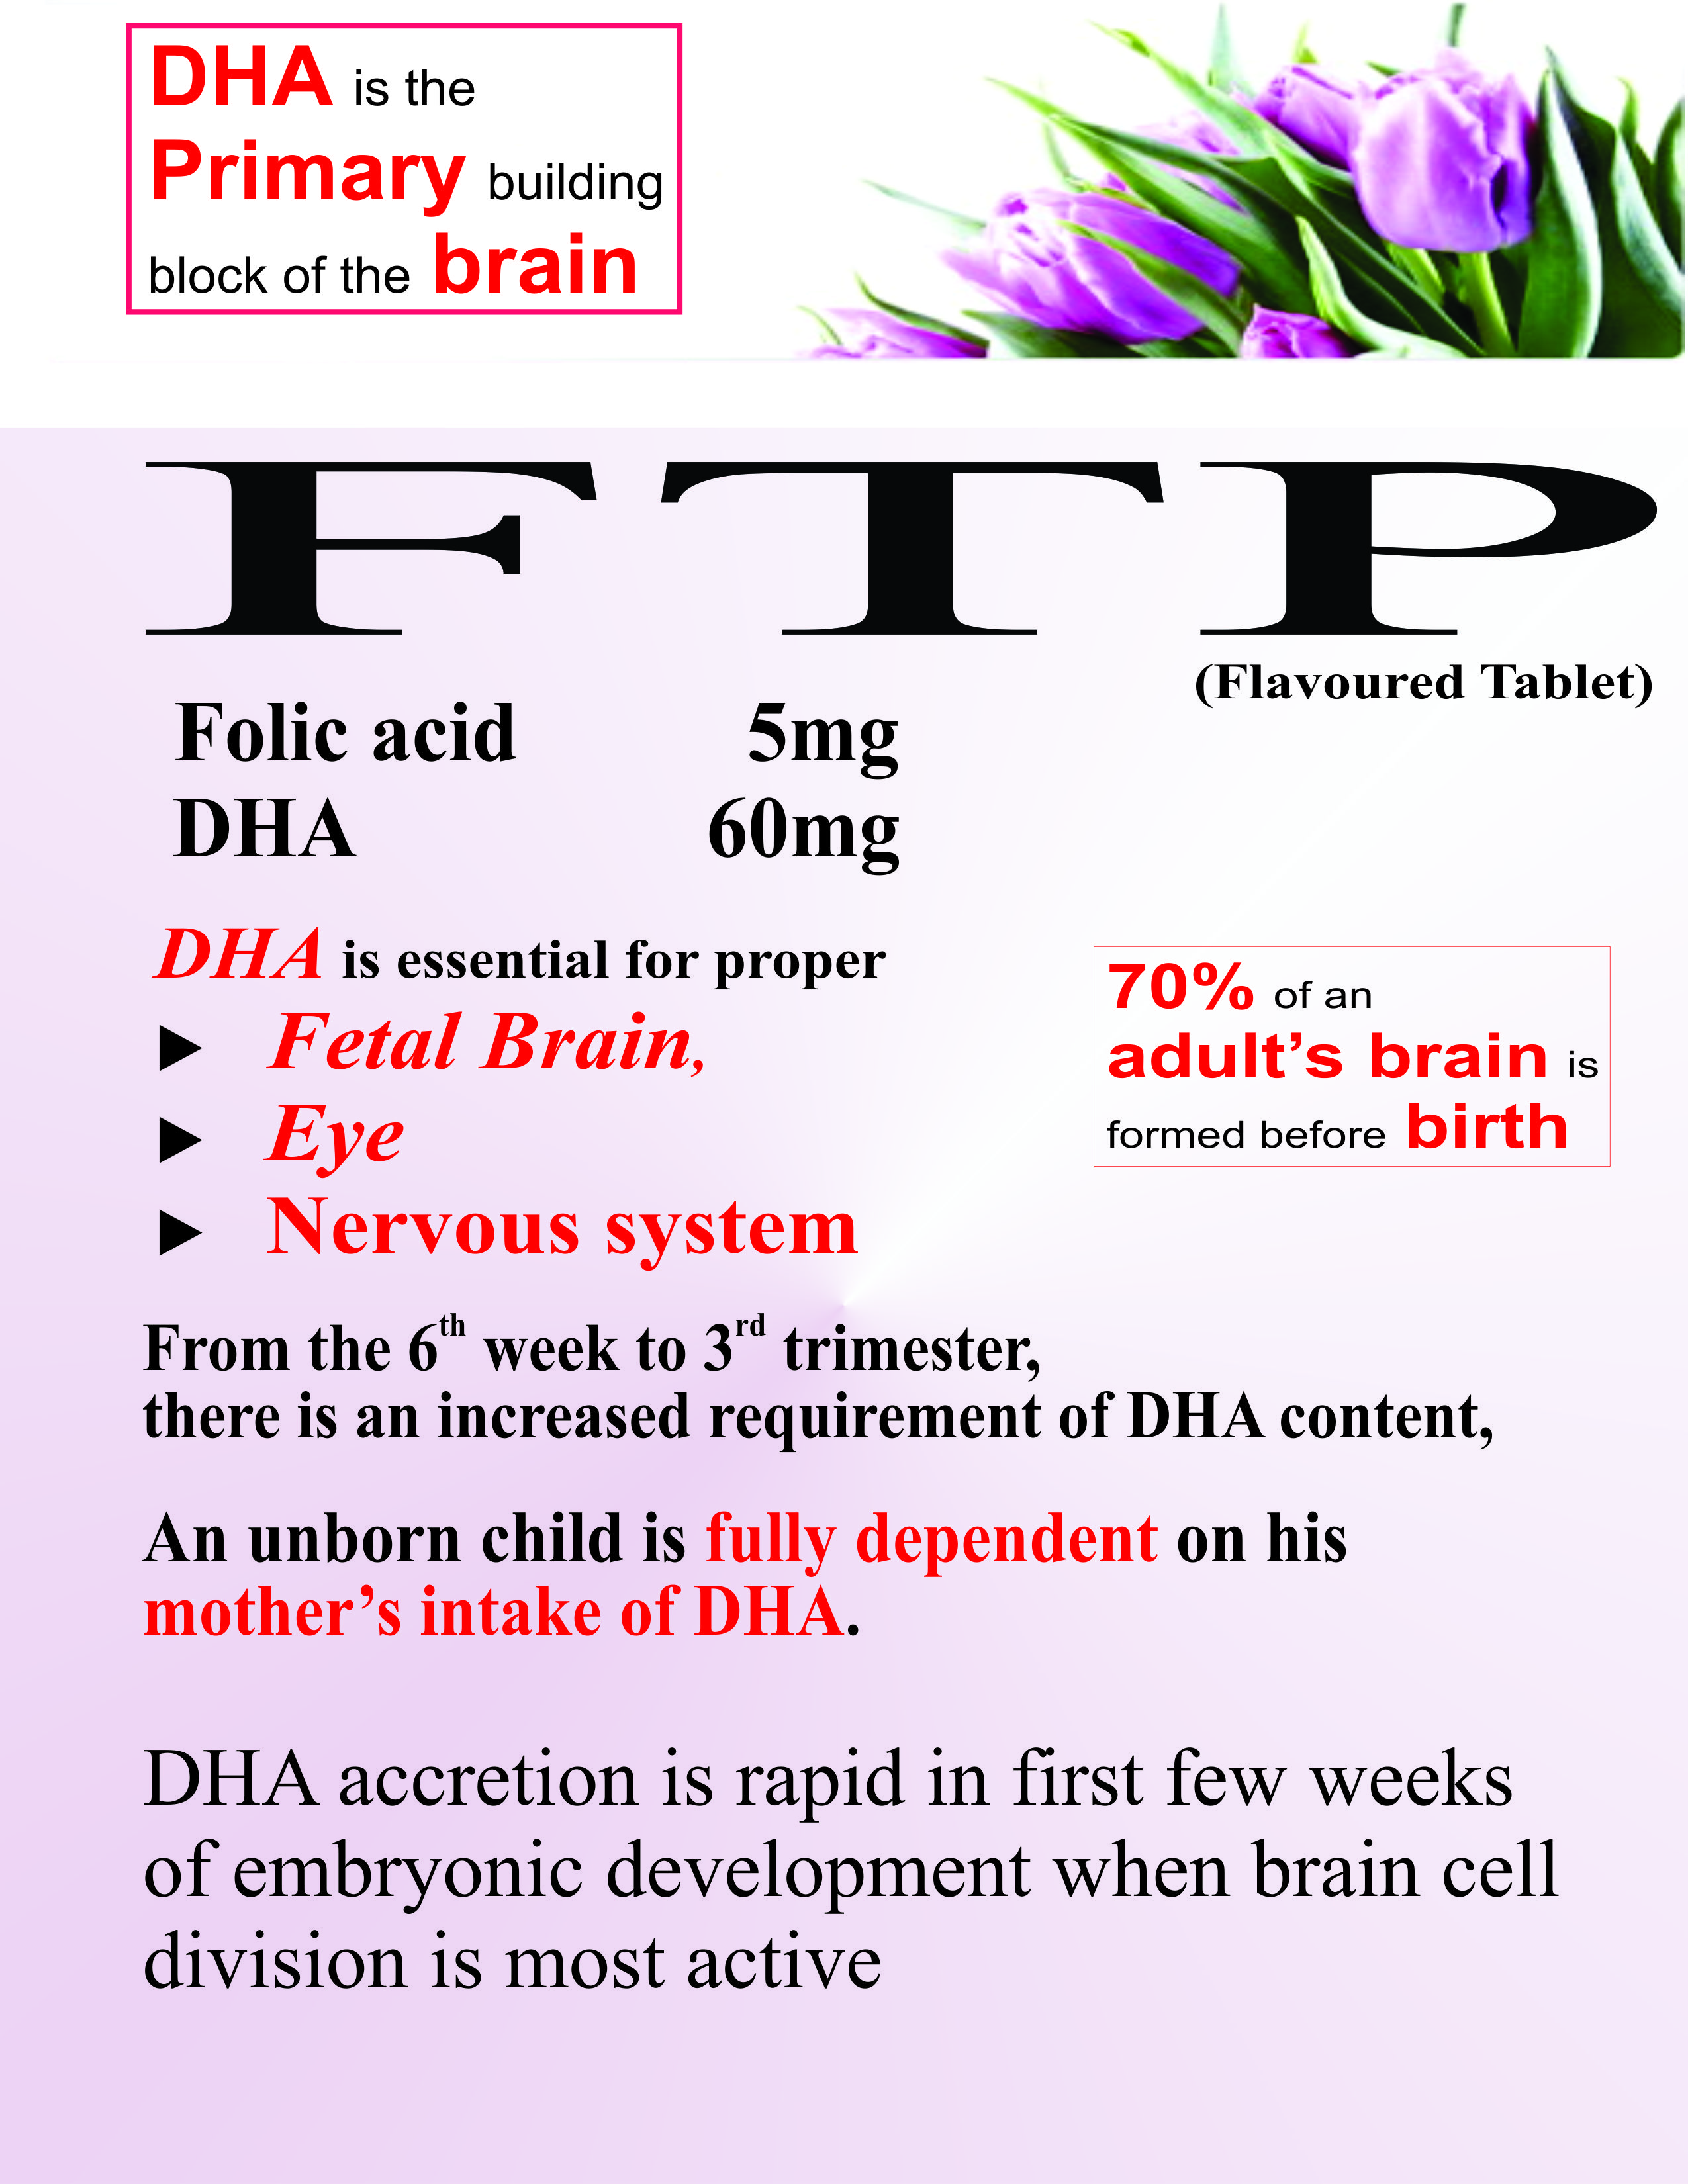 DHA is the
Primary building
block of the brain
FTP
(Flavoured Tablet)
Folic acid 5mg
DHA 60mg
DHA is essential for proper
► Fetal Brain,
► Eye
► Nervous system
70% of an
adult’s brain is
formed before birth
From the 6th week to 3rd trimester,
there is an increased requirement of DHA content,
An unborn child is fully dependent on his
mother’s intake of DHA.
DHA accretion is rapid in first few weeks
of embryonic development when brain cell
division is most active